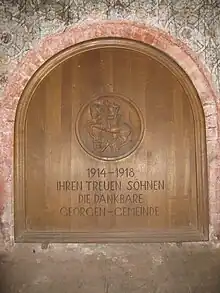 1914-1918
IHREN TREUEN SÖHNEN
DIE DANKBARE
GEORGEN-GEMEINDE